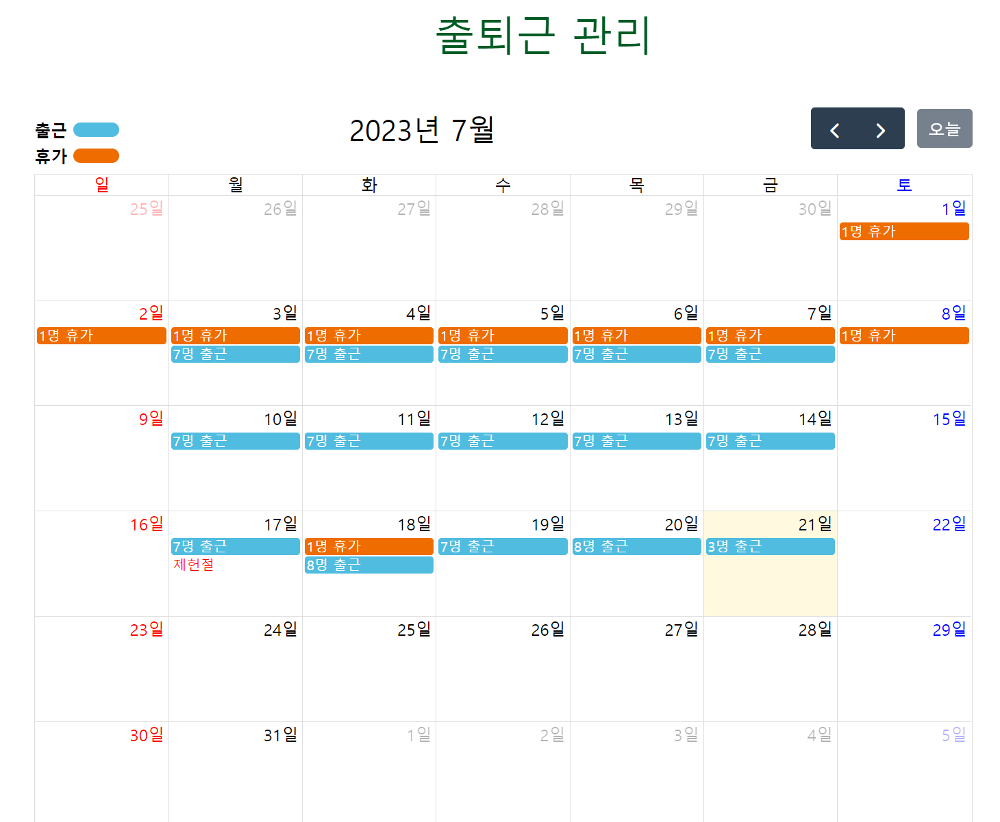 출퇴근 관리
출근
휴가
2023년 7월
오늘
일 월 화 수 목 금 토
25일 26일 27일 28일 29일 30일 1일
1명 휴가
2일 3일 4일 5일 6일 7일 8일
1명 휴가 1명 휴가 1명 휴가 1명 휴가 1명 휴가 1명 휴가 1명 휴가
7명 출근 7명 출근 7명 출근 7명 출근 7명 출근
9일 10일 11일 12일 13일 14일 15일
7명 출근 7명 출근 7명 출근 7명 출근 7명 출근
16일 17일 18일 19일 20일 21일 22일
7명 출근 1명 휴가 7명 출근 8명 출근 3명 출근
제헌절 8명 출근
23일 24일 25일 26일 27일 28일 29일
30일 31일 1일 2일 3일 4일 5일